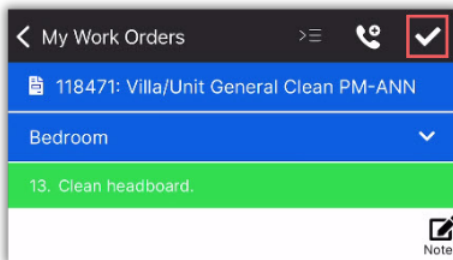 My Work Orders
118471: Villa/Unit General Clean PM-ANN
Bedroom
13. Clean headboard.
Note